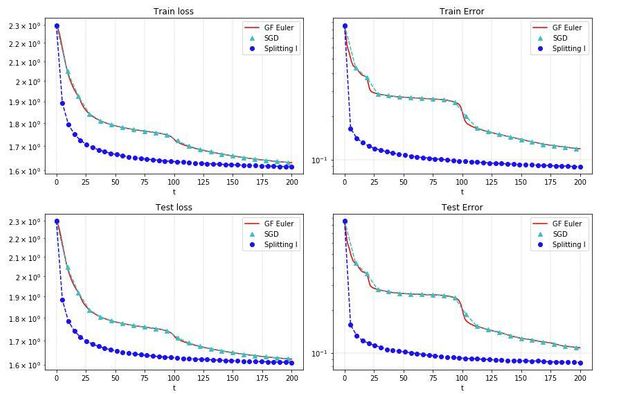 Train loss
2.3 × 10⁰
2.2 × 10⁰
2.1 × 10⁰
2 × 10⁰
1.9 × 10⁰
1.8 × 10⁰
1.7 × 10⁰
1.6 × 10⁰
GF Euler
SGD
Splitting I
0 25 50 75 100 125 150 175 200
t
Train Error
10⁻¹
GF Euler
SGD
Splitting I
0 25 50 75 100 125 150 175 200
t
Test loss
2.3 × 10⁰
2.2 × 10⁰
2.1 × 10⁰
2 × 10⁰
1.9 × 10⁰
1.8 × 10⁰
1.7 × 10⁰
1.6 × 10⁰
GF Euler
SGD
Splitting I
0 25 50 75 100 125 150 175 200
t
Test Error
10⁻¹
GF Euler
SGD
Splitting I
0 25 50 75 100 125 150 175 200
t